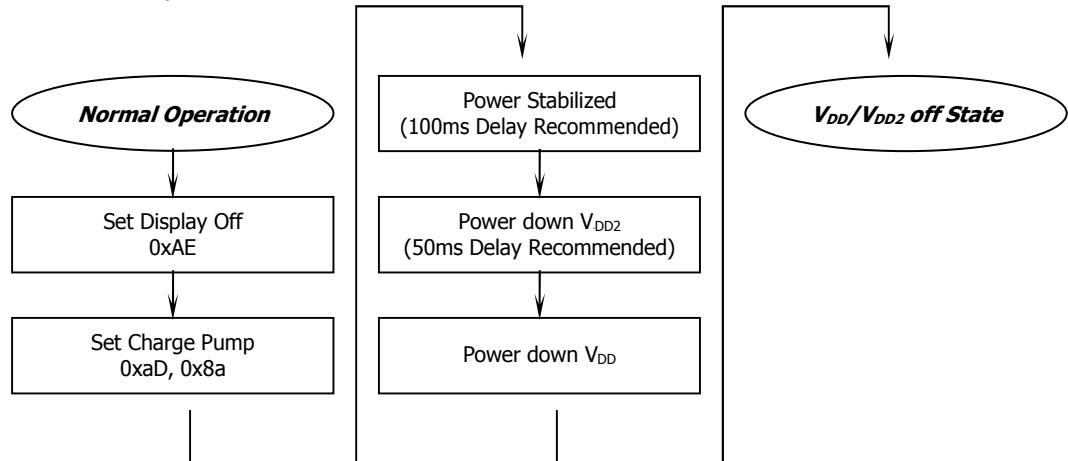 Normal Operation
Set Display Off
0xAE
Set Charge Pump
0xaD, 0x8a
Power Stabilized
(100ms Delay Recommended)
Power down VDD2
(50ms Delay Recommended)
Power down VDD
VDD/VDD2 off State